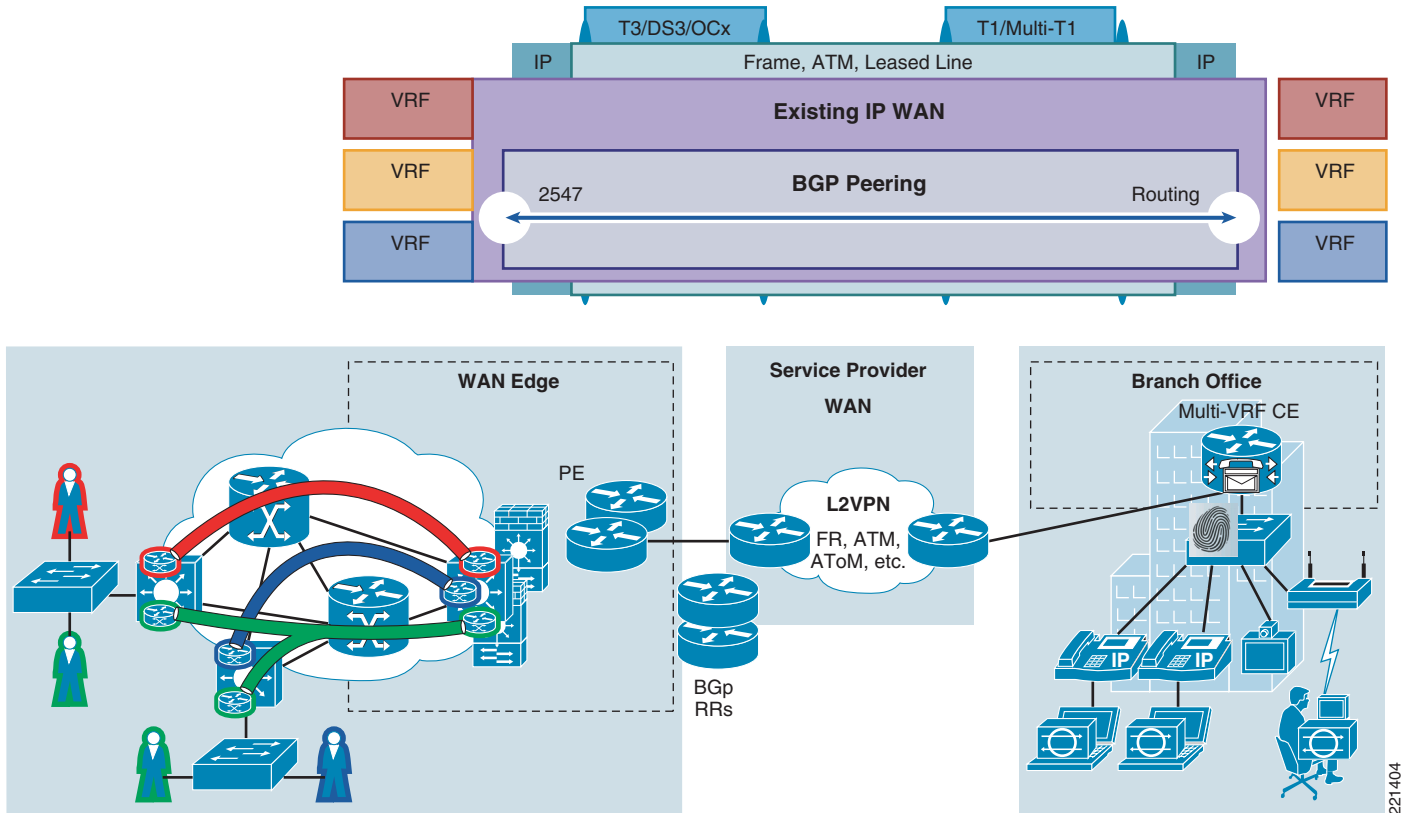 T3/DS3/OCx
T1/Multi-T1
IP
Frame, ATM, Leased Line
IP
VRF
Existing IP WAN
VRF
VRF
BGP Peering
VRF
2547
Routing
VRF
VRF
WAN Edge
Service Provider
WAN
Branch Office
Multi-VRF CE
PE
L2VPN
FR, ATM,
AToM, etc.
IP
IP
BGp
RRs
221404